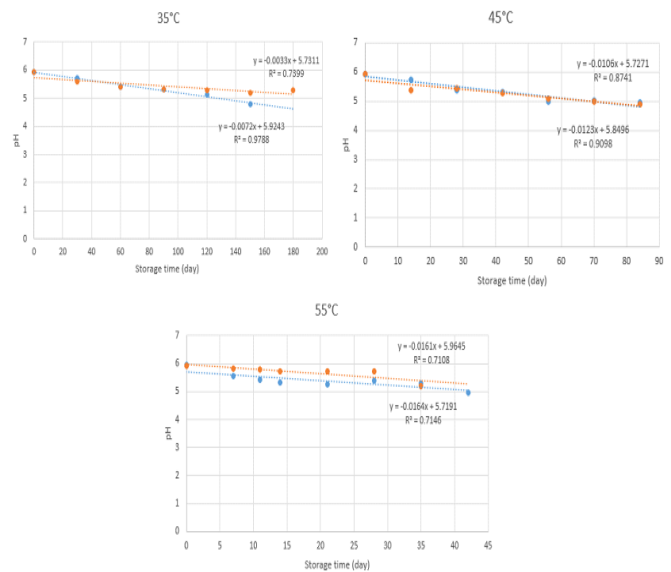 35°C
7
6
5
4
3
2
1
0
pH
y = -0.0033x + 5.7311
R² = 0.7399
y = -0.0072x + 5.9243
R² = 0.9788
0 20 40 60 80 100 120 140 160 180 200
Storage time (day)
45°C
7
6
5
4
3
2
1
0
pH
y = -0.0106x + 5.7271
R² = 0.8741
y = -0.0123x + 5.8496
R² = 0.9098
0 10 20 30 40 50 60 70 80 90
Storage time (day)
55°C
7
6
5
4
3
2
1
0
pH
y = -0.0161x + 5.9645
R² = 0.7108
y = -0.0164x + 5.7191
R² = 0.7146
0 5 10 15 20 25 30 35 40 45
Storage time (day)